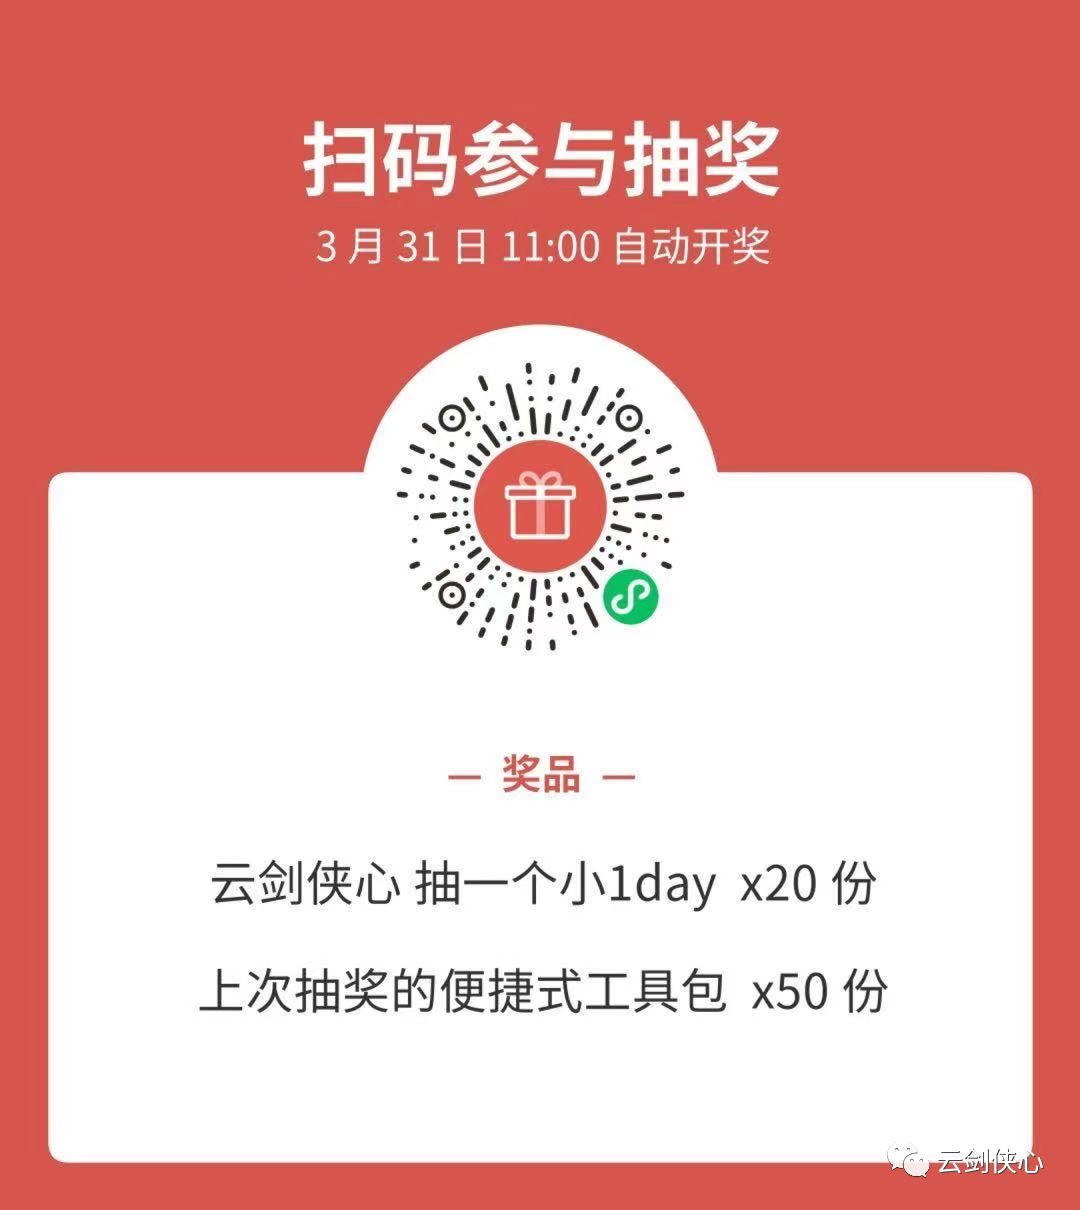 扫码参与抽奖
3 月 31 日 11:00 自动开奖
— 奖品 —
云剑侠心 抽一个小1day x20 份
上次抽奖的便捷式工具包 x50 份
云剑侠心